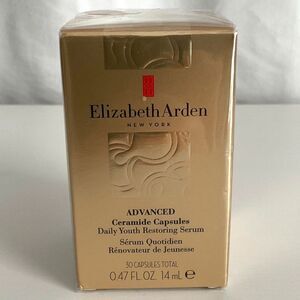 Elizabeth Arden
NEW YORK
ADVANCED
Ceramide Capsules
Daily Youth Restoring Serum
Sérum Quotidien
Rénovateur de Jeunesse
30 CAPSULES TOTAL
0.47 FL. OZ. 14 mL ℮